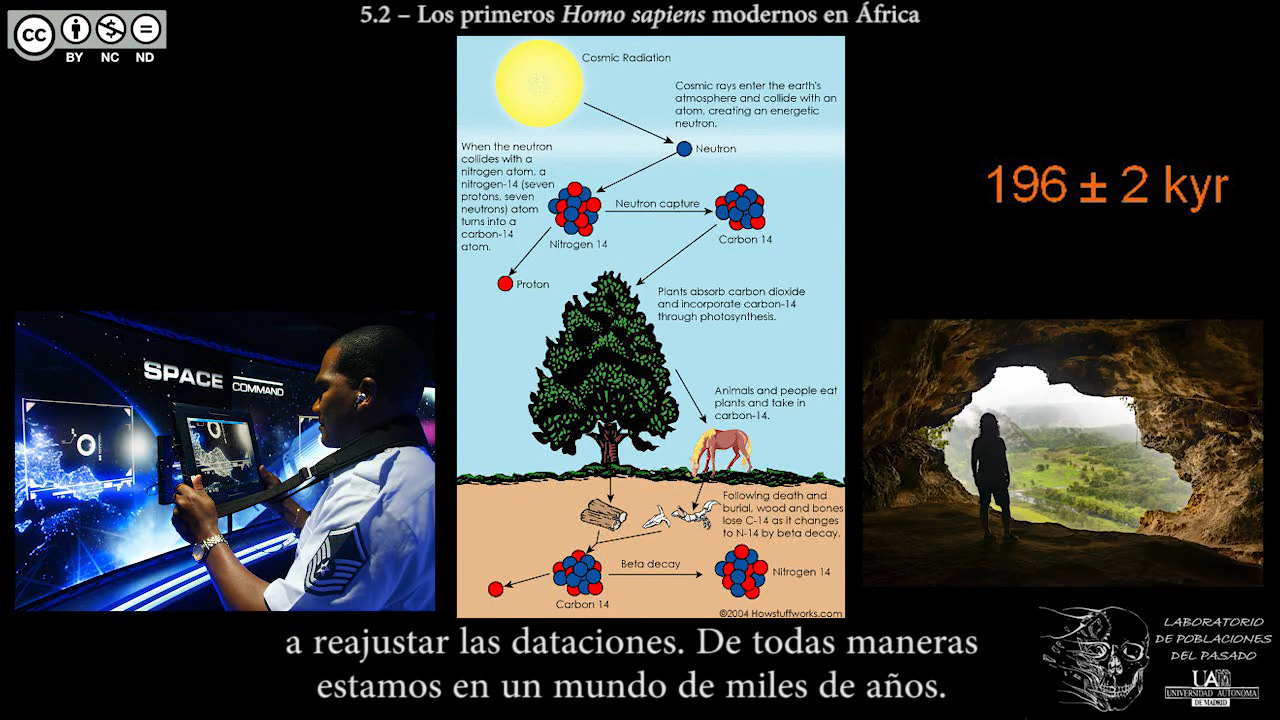 5.2 – Los primeros Homo sapiens modernos en África
cc
BY NC ND
Cosmic Radiation
Cosmic rays enter the earth's
atmosphere and collide with an
atom, creating an energetic
neutron.
Neutron
When the neutron
collides with a
nitrogen atom, a
nitrogen-14 (seven
protons, seven
neutrons) atom
turns into a
carbon-14
atom.
Neutron capture
Nitrogen 14
Carbon 14
Proton
196 ± 2 kyr
Plants absorb carbon dioxide
and incorporate carbon-14
through photosynthesis.
SPACE
COMMAND
Animals and people eat
plants and take in
carbon-14.
Following death and
burial, wood and bones
lose C-14 as it changes
to N-14 by beta decay.
Beta decay
Nitrogen 14
Carbon 14
©2004 Howstuffworks.com
a reajustar las dataciones. De todas maneras
estamos en un mundo de miles de años.
LABORATORIO
DE POBLACIONES
DEL PASADO
UAM
UNIVERSIDAD AUTONOMA
DE MADRID